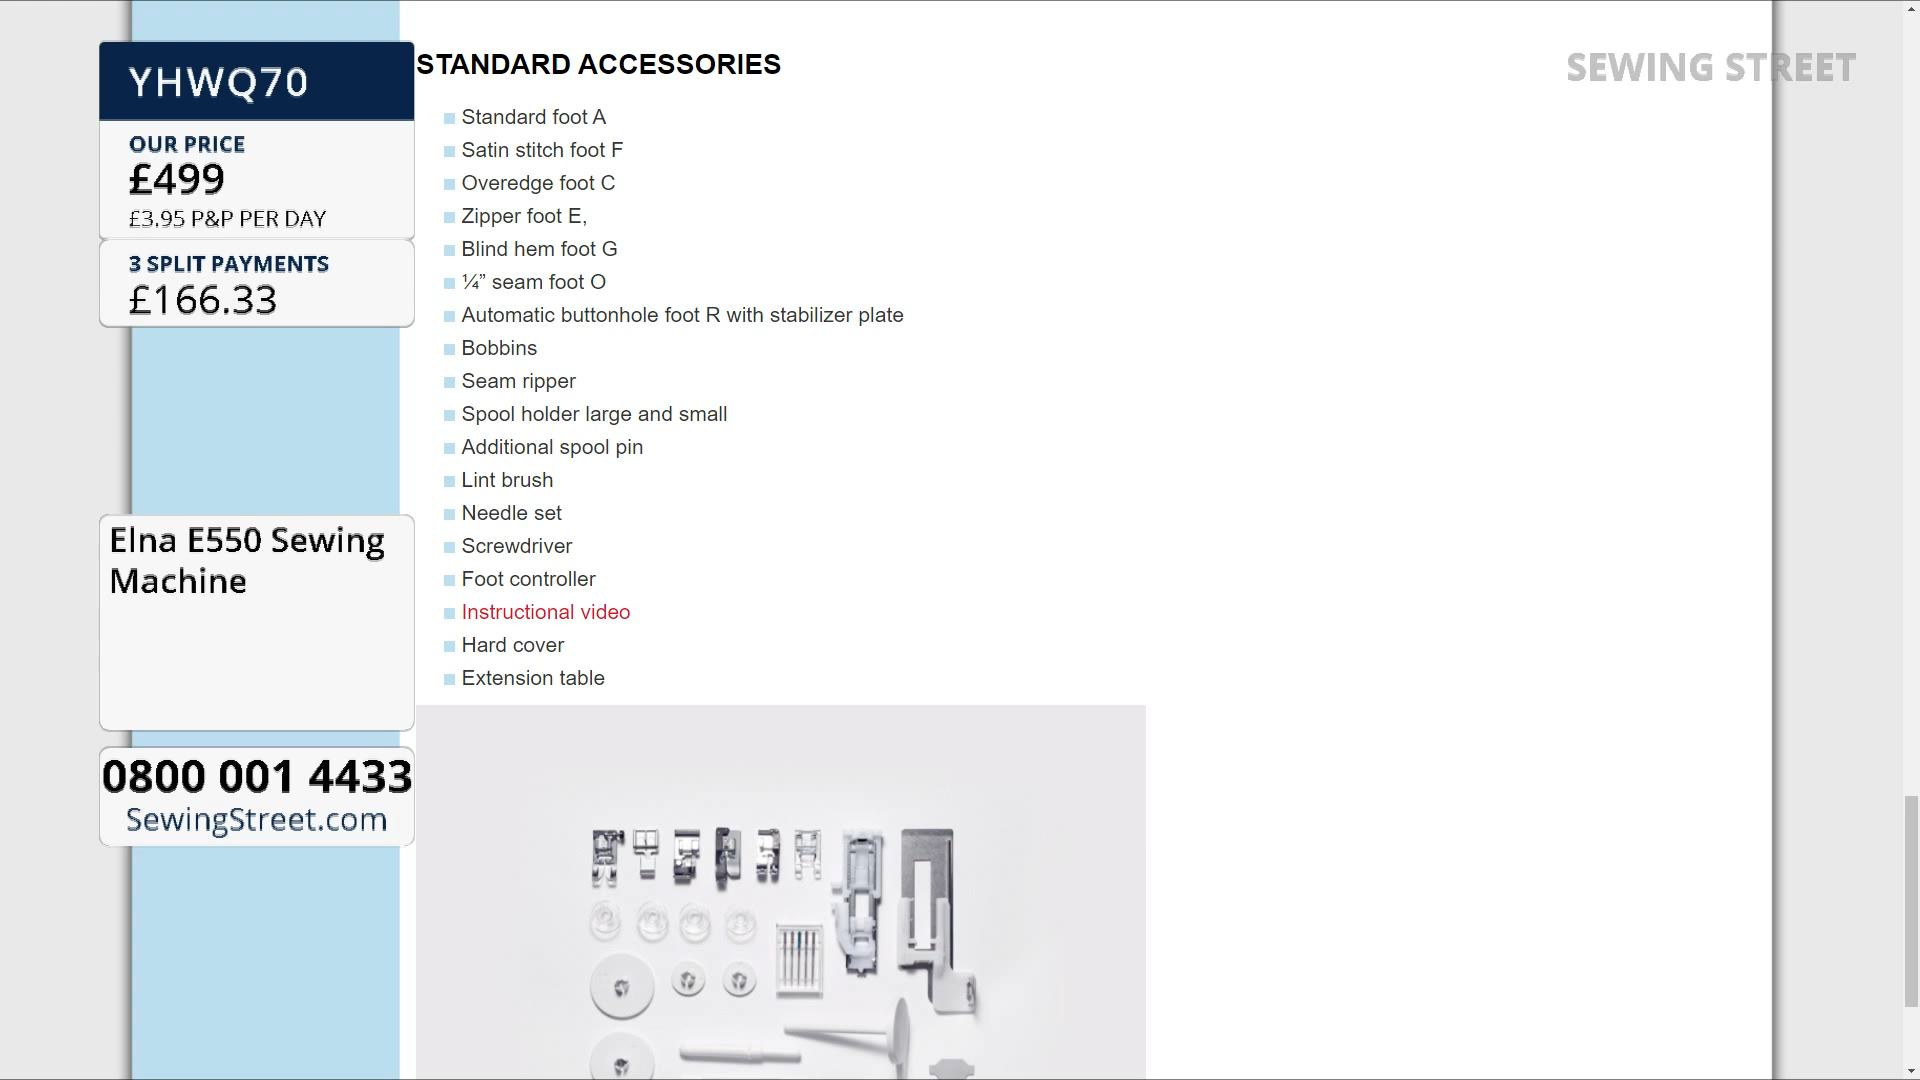 YHWQ70
OUR PRICE
£499
£3.95 P&P PER DAY
3 SPLIT PAYMENTS
£166.33
Elna E550 Sewing
Machine
0800 001 4433
SewingStreet.com
STANDARD ACCESSORIES
Standard foot A
Satin stitch foot F
Overedge foot C
Zipper foot E,
Blind hem foot G
¼” seam foot O
Automatic buttonhole foot R with stabilizer plate
Bobbins
Seam ripper
Spool holder large and small
Additional spool pin
Lint brush
Needle set
Screwdriver
Foot controller
Instructional video
Hard cover
Extension table
SEWING STREET